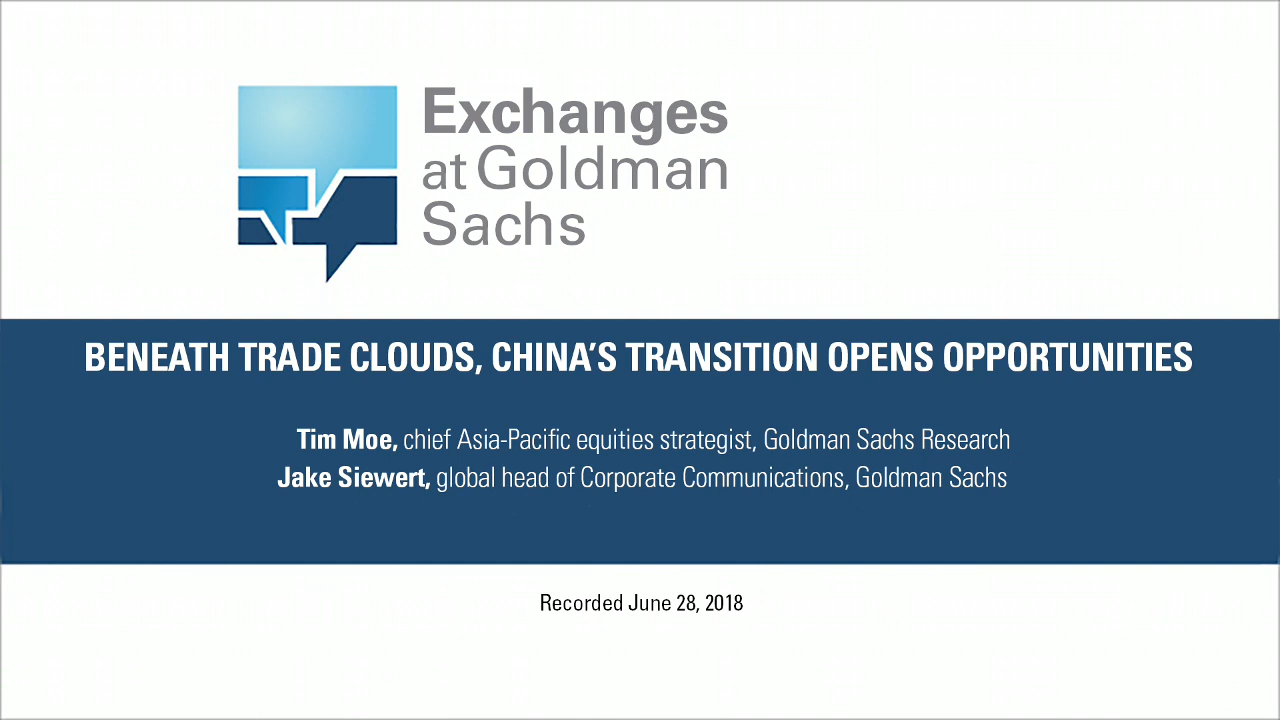 Exchanges
at Goldman
Sachs
BENEATH TRADE CLOUDS, CHINA'S TRANSITION OPENS OPPORTUNITIES
Tim Moe, chief Asia-Pacific equities strategist, Goldman Sachs Research
Jake Siewert, global head of Corporate Communications, Goldman Sachs
Recorded June 28, 2018